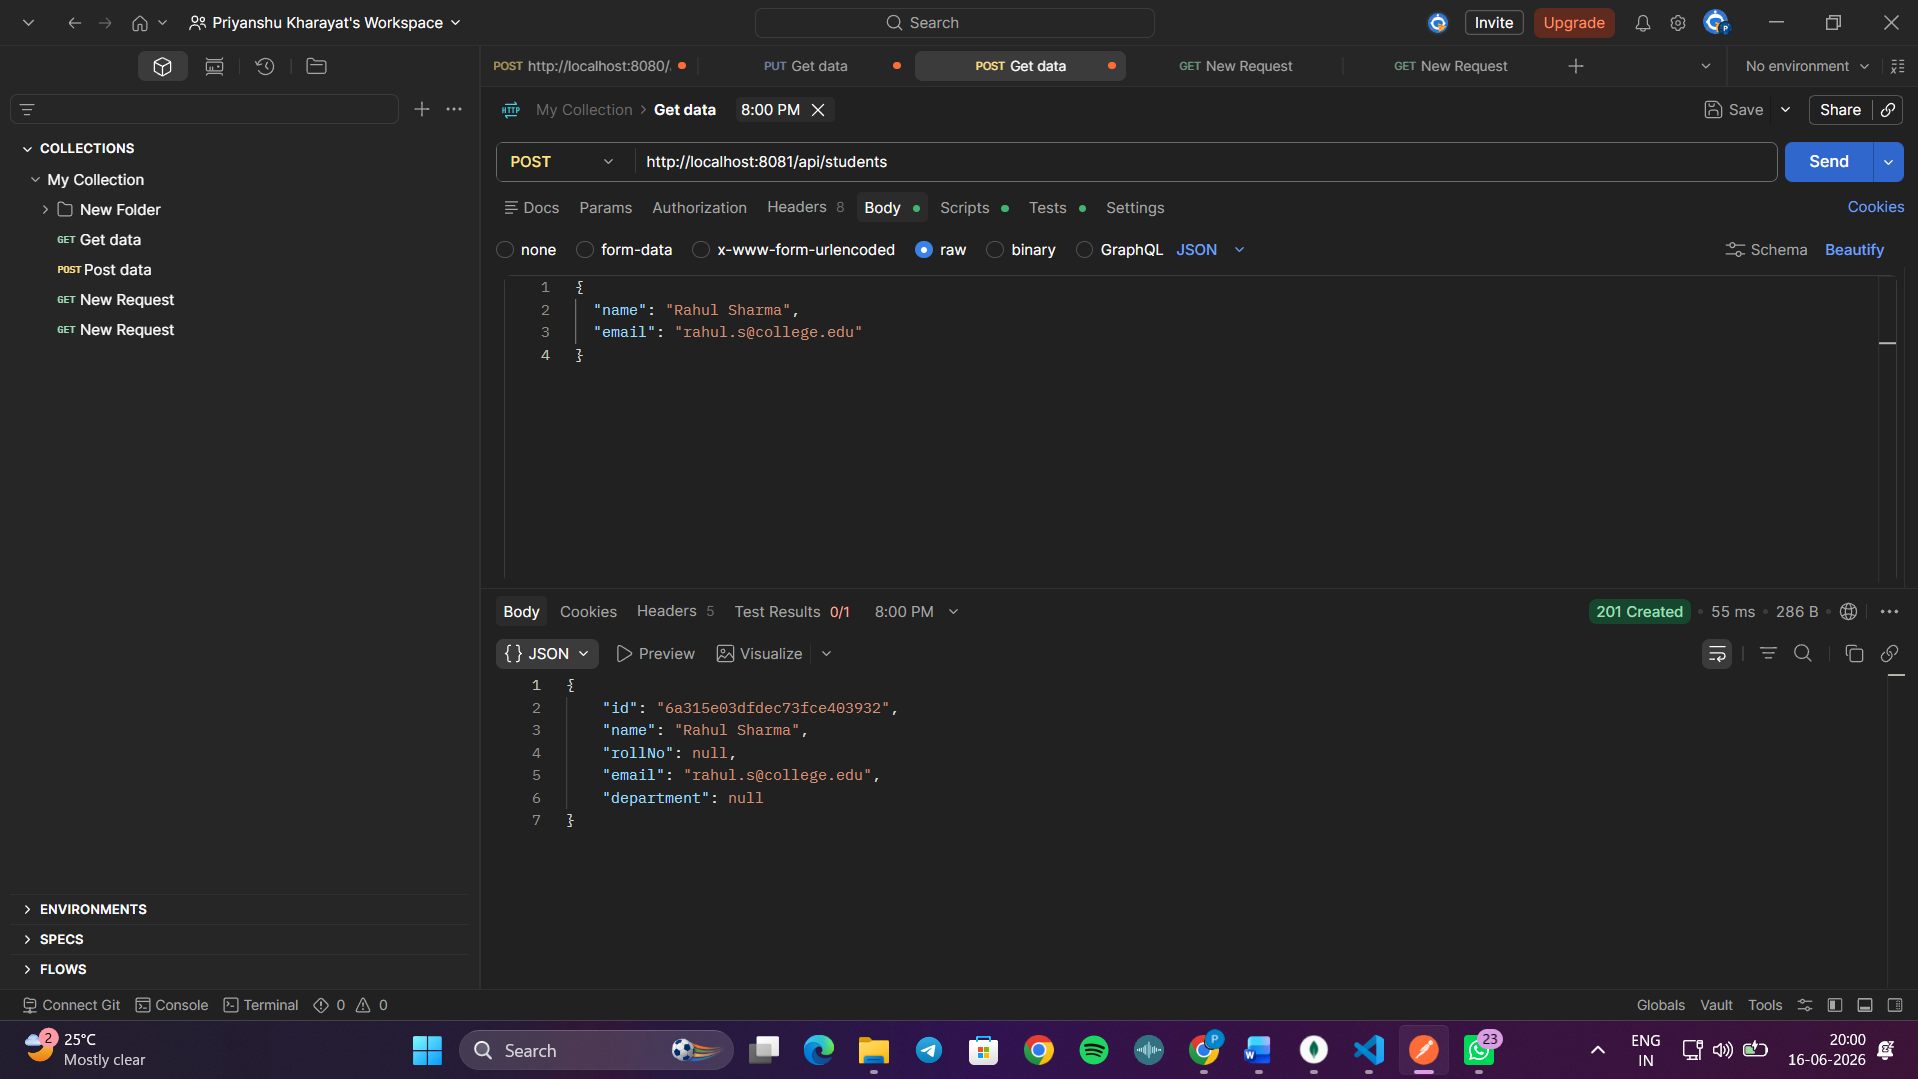 Priyanshu Kharayat's Workspace
Search
Invite
Upgrade
POST http://localhost:8080/
PUT Get data
POST Get data
GET New Request
GET New Request
No environment
My Collection > Get data
8:00 PM
Save
Share
COLLECTIONS
My Collection
New Folder
GET Get data
POST Post data
GET New Request
GET New Request
POST
http://localhost:8081/api/students
Send
Docs
Params
Authorization
Headers 8
Body
Scripts
Tests
Settings
Cookies
none
form-data
x-www-form-urlencoded
raw
binary
GraphQL
JSON
Schema
Beautify
1 {
2 "name": "Rahul Sharma",
3 "email": "rahul.s@college.edu"
4 }
Body
Cookies
Headers 5
Test Results 0/1
8:00 PM
201 Created
55 ms
286 B
{} JSON
Preview
Visualize
1 {
2 "id": "6a315e03dfdec73fce403932",
3 "name": "Rahul Sharma",
4 "rollNo": null,
5 "email": "rahul.s@college.edu",
6 "department": null
7 }
ENVIRONMENTS
SPECS
FLOWS
Connect Git
Console
Terminal
0
0
Globals
Vault
Tools
2
25°C
Mostly clear
Search
P
W
23
ENG
IN
20:00
16-06-2026